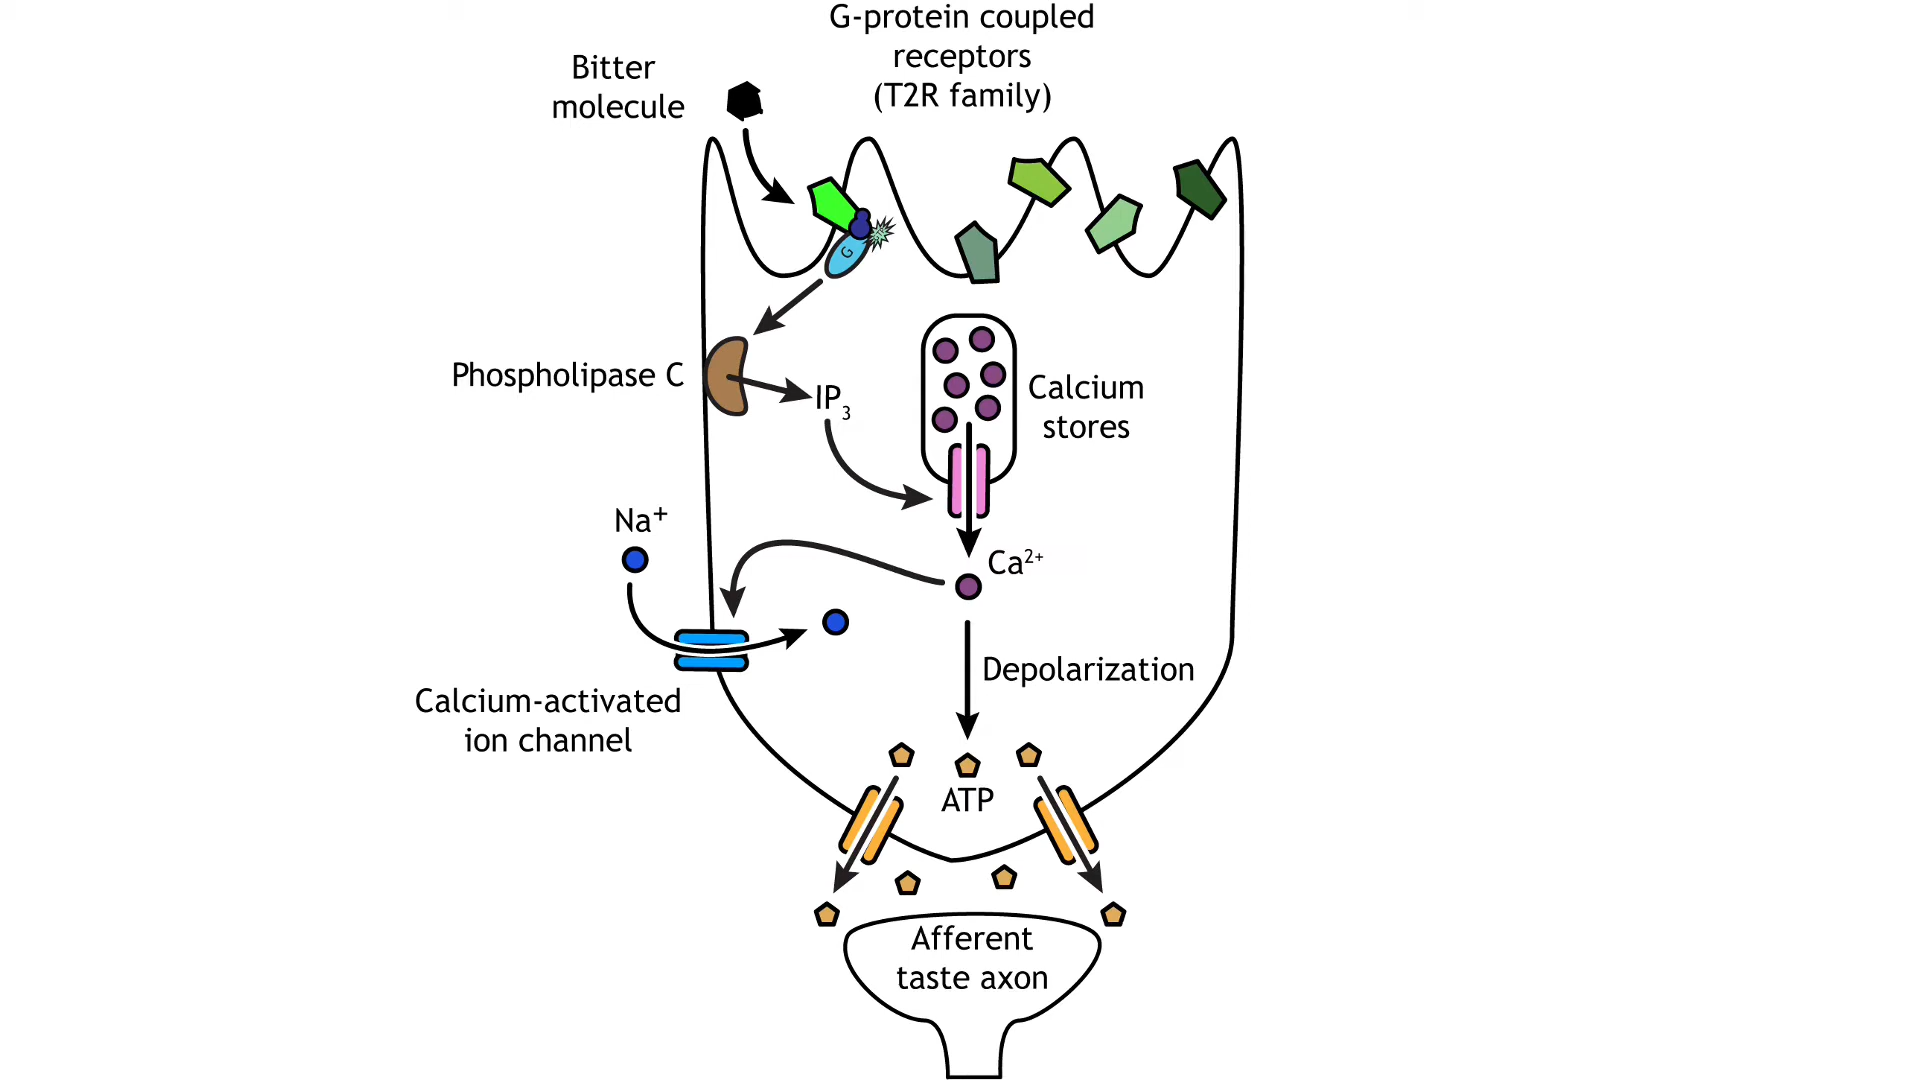 G-protein coupled
receptors
(T2R family)
Bitter
molecule
G
Phospholipase C
IP3
Calcium
stores
Na+
Ca2+
Depolarization
Calcium-activated
ion channel
ATP
Afferent
taste axon